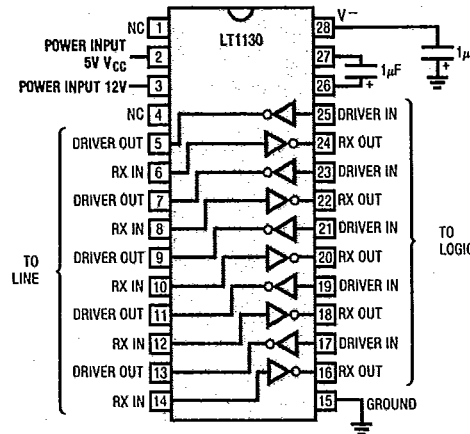 LT1130
NC 1
POWER INPUT
5V VCC 2
POWER INPUT 12V 3
NC 4
DRIVER OUT 5
RX IN 6
DRIVER OUT 7
RX IN 8
DRIVER OUT 9
RX IN 10
DRIVER OUT 11
RX IN 12
DRIVER OUT 13
RX IN 14
TO
LINE
28 V−
27
26
1µF
+
1µ
+
25 DRIVER IN
24 RX OUT
23 DRIVER IN
22 RX OUT
21 DRIVER IN
20 RX OUT
19 DRIVER IN
18 RX OUT
17 DRIVER IN
16 RX OUT
15 GROUND
TO
LOGIC